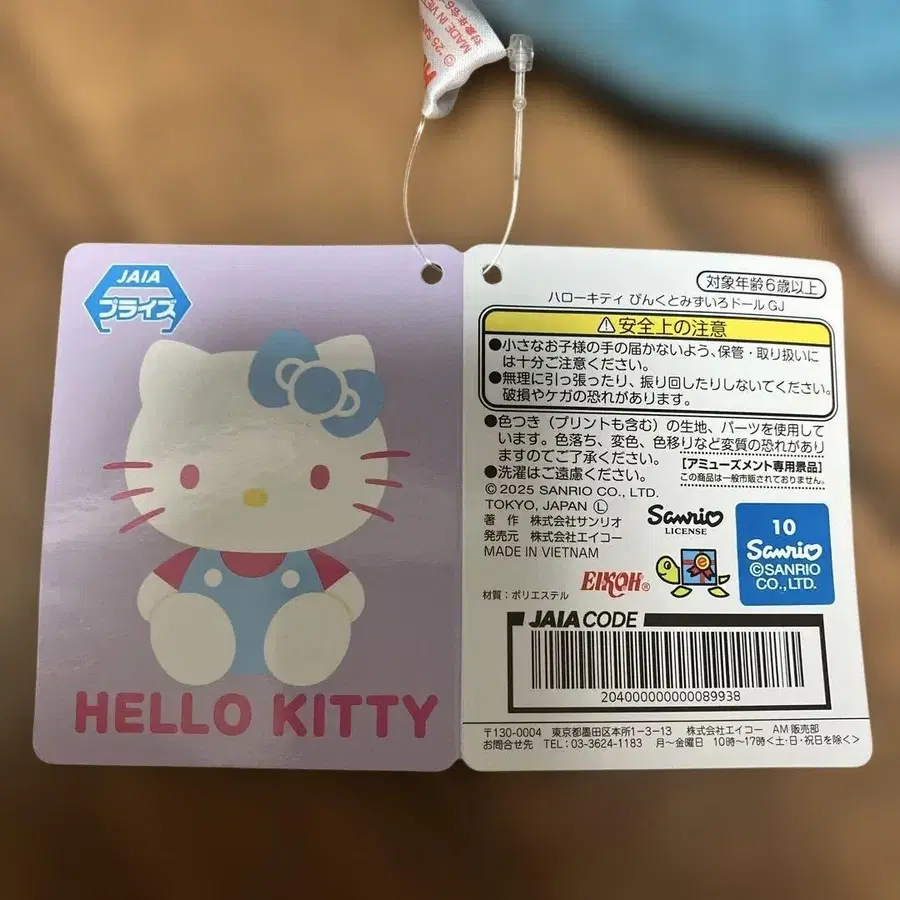 ©'25 SAN
MADE IN VIET
対象年齢6
JAIA
プライズ
HELLO KITTY
対象年齢6歳以上
ハローキティ ぴんくとみずいろドール GJ
安全上の注意
●小さなお子様の手の届かないよう、保管・取り扱いに
は十分ご注意ください。
●無理に引っ張ったり、振り回したりしないでください。
破損やケガの恐れがあります。
●色つき(プリントも含む)の生地、パーツを使用して
います。色落ち、変色、色移りなど変質の恐れがあり
ますのでご了承ください。
●洗濯はご遠慮ください。
[アミューズメント専用景品]
この商品は一般市販されておりません。
© 2025 SANRIO CO., LTD.
TOKYO, JAPAN Ⓛ
著 作 株式会社サンリオ
発売元 株式会社エイコー
MADE IN VIETNAM
Sanrio
LICENSE
10
Sanrio
©SANRIO
CO., LTD.
EIKOH®
e
材質:ポリエステル
JAIA CODE
204000000000089938
〒130-0004 東京都墨田区本所1-3-13 株式会社エイコー AM販売部
お問合せ先 TEL:03-3624-1183 月~金曜日 10時~17時<土・日・祝日を除く>